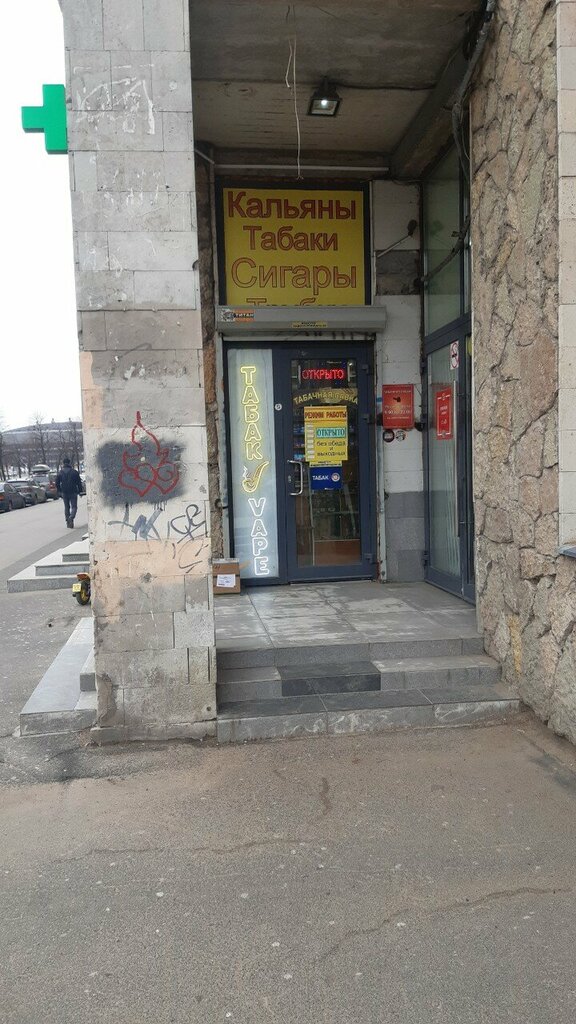 Кальяны
Табаки
Сигары
ОТКРЫТО
ТАБАК
VAPE
ТАБАЧНАЯ ЛАВКА
РЕЖИМ РАБОТЫ
ОТКРЫТО
без обеда
и
выходных
ТАБАК